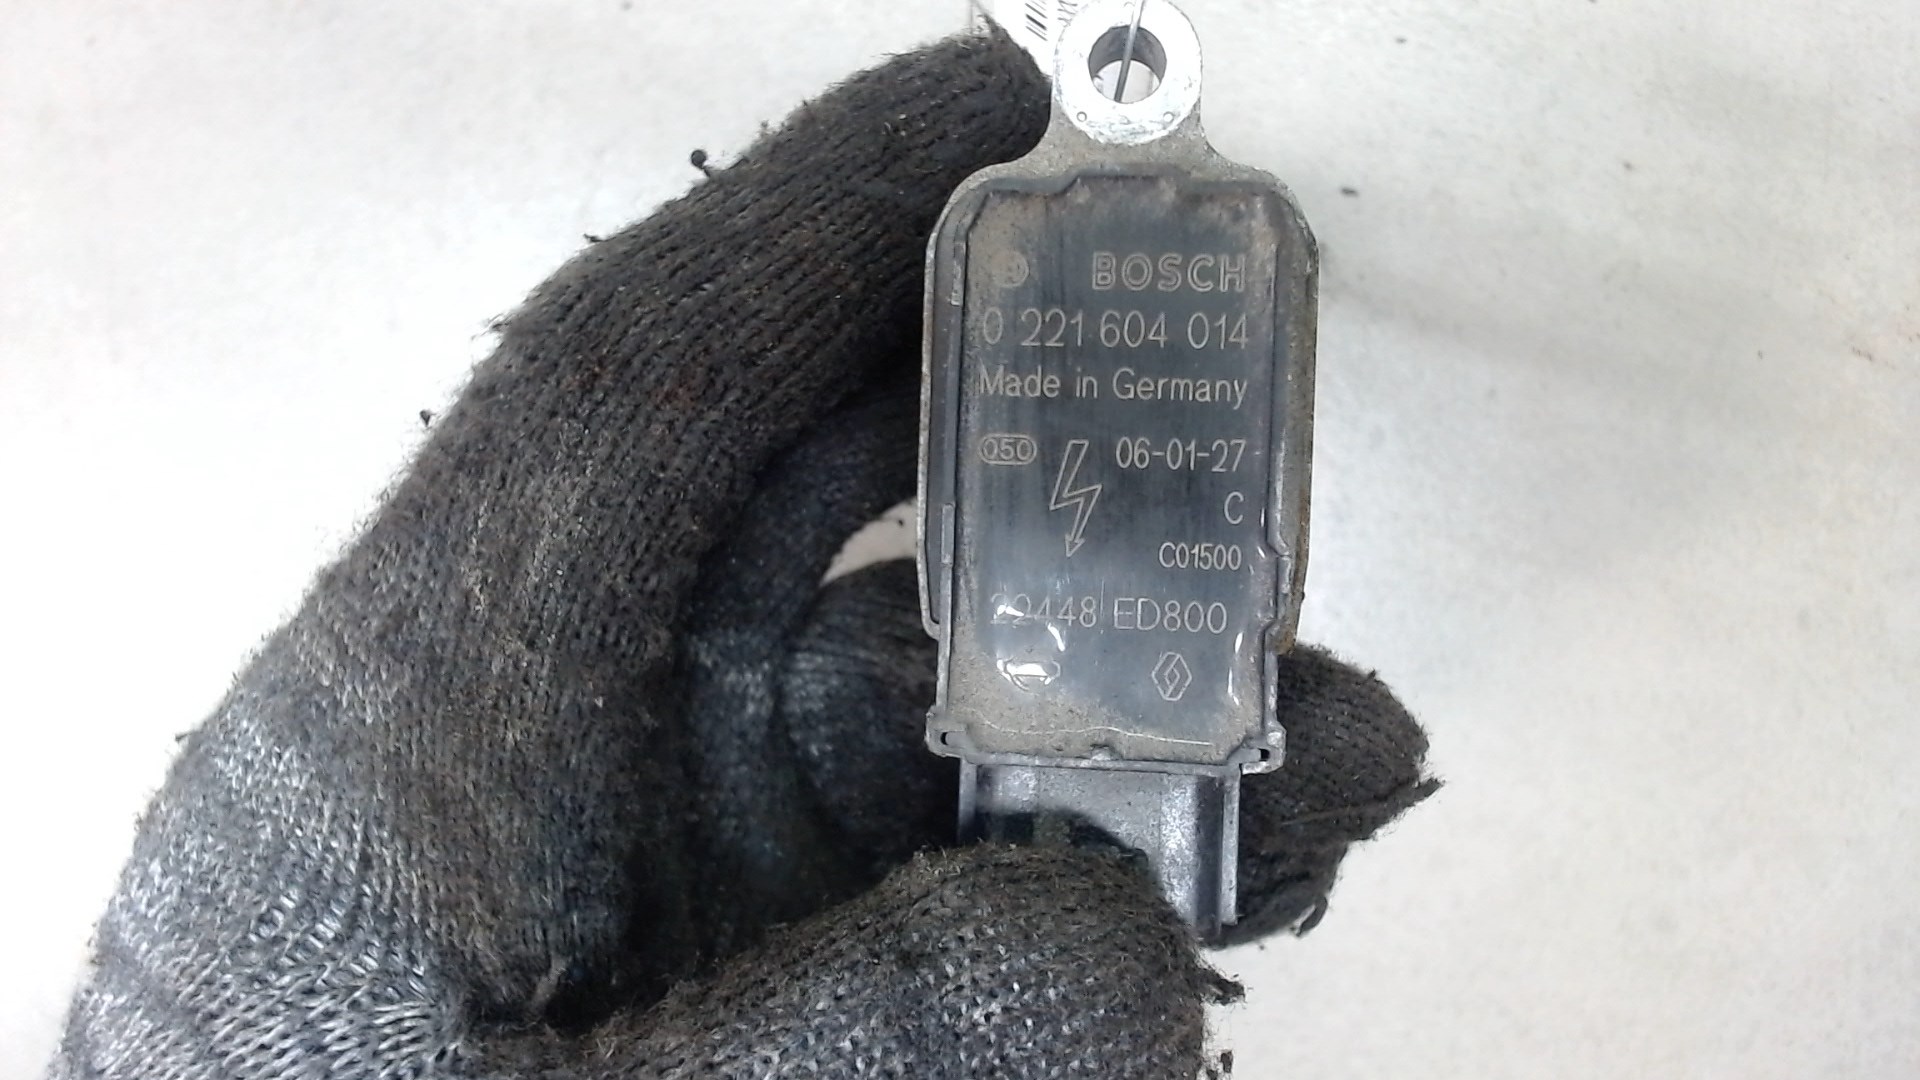 BOSCH
0 221 604 014
Made in Germany
050 06-01-27
C
C01500
22448 ED800